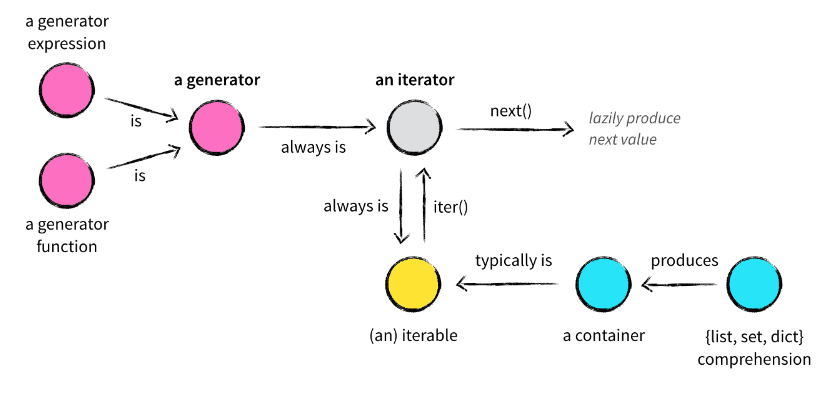 a generator
expression
a generator
an iterator
is
next()
lazily produce
next value
always is
is
a generator
function
always is
iter()
typically is
produces
(an) iterable
a container
{list, set, dict}
comprehension